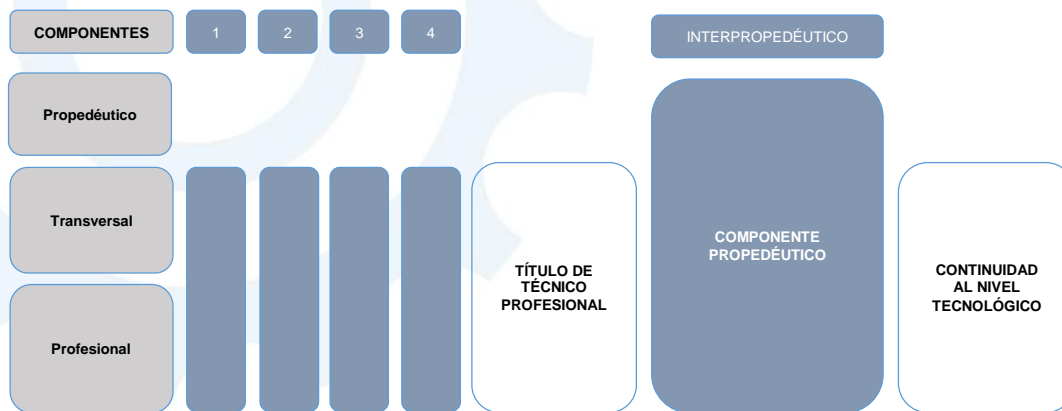 COMPONENTES
1
2
3
4
INTERPROPEDÉUTICO
Propedéutico
Transversal
Profesional
TÍTULO DE
TÉCNICO
PROFESIONAL
COMPONENTE
PROPEDÉUTICO
CONTINUIDAD
AL NIVEL
TECNOLÓGICO